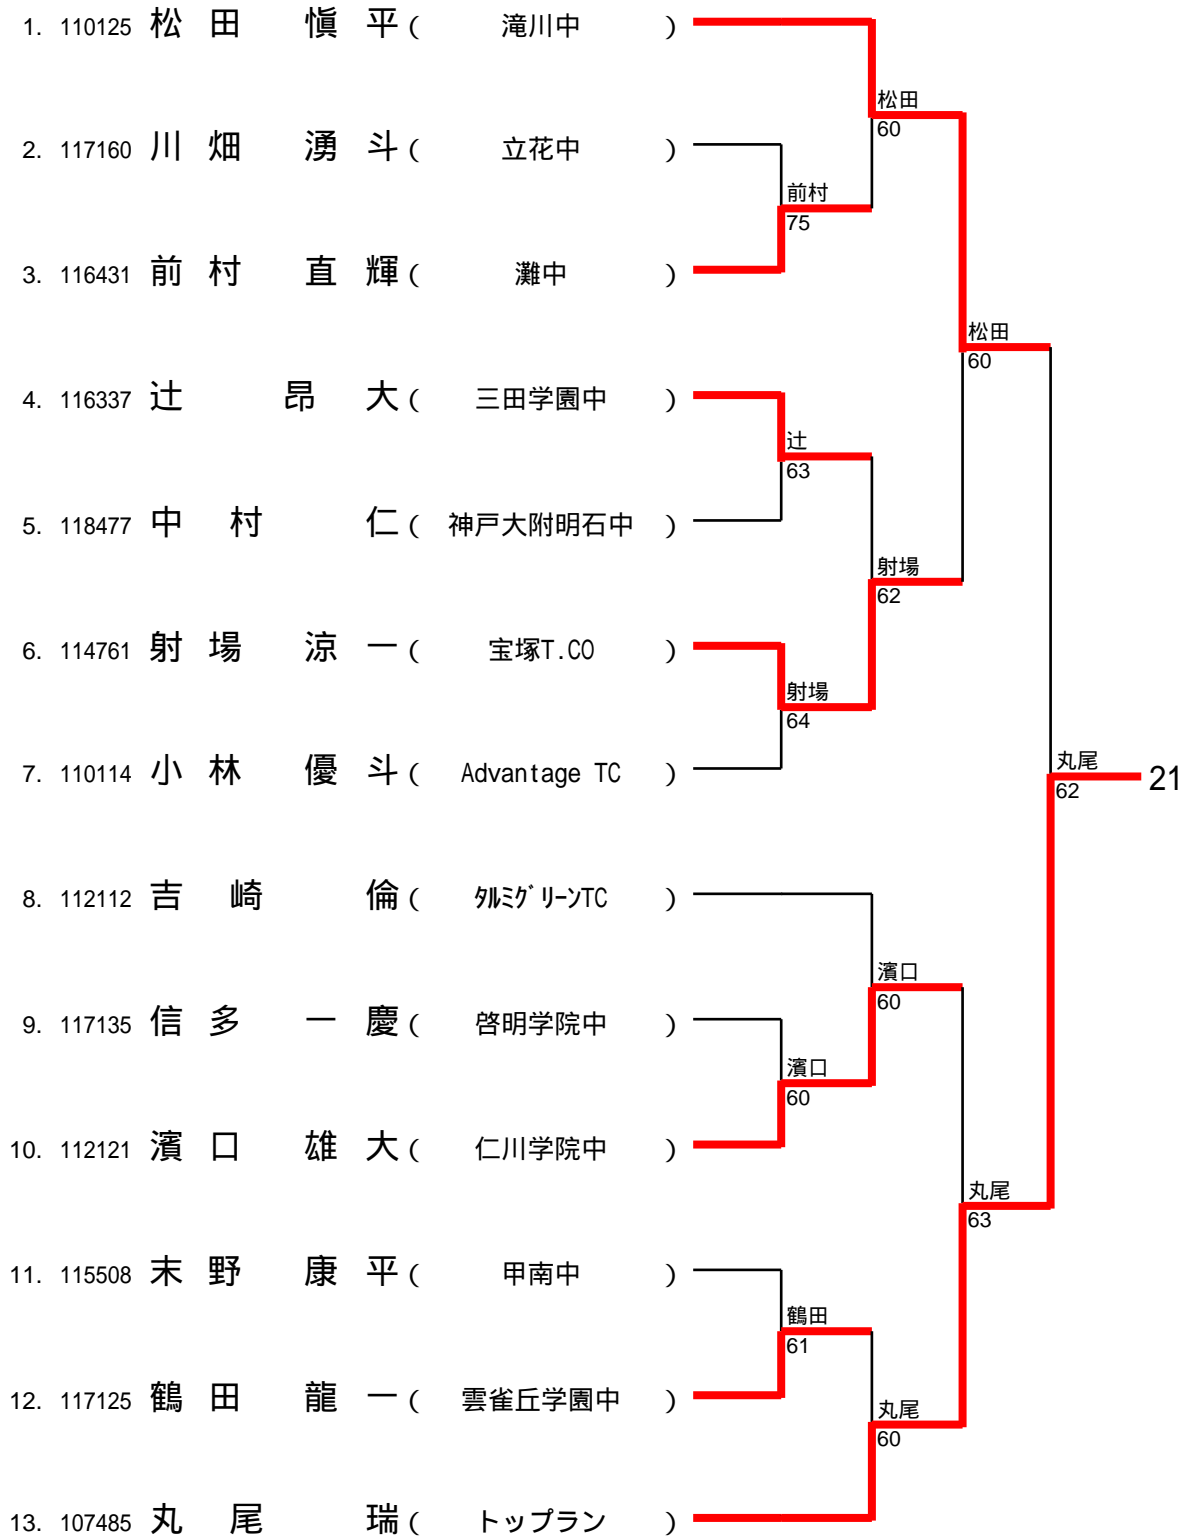 1. 110125 松田 愼平 ( 滝川中 )
松田
60
2. 117160 川畑 湧斗 ( 立花中 )
前村
75
3. 116431 前村 直輝 ( 灘中 )
松田
60
4. 116337 辻 昂大 ( 三田学園中 )
辻
63
5. 118477 中村 仁 ( 神戸大附明石中 )
射場
62
6. 114761 射場 涼一 ( 宝塚T.CO )
射場
64
7. 110114 小林 優斗 ( Advantage TC )
丸尾
62
21
8. 112112 吉崎 倫 ( ﾀﾙﾐｸﾞﾘｰﾝTC )
濱口
60
9. 117135 信多 一慶 ( 啓明学院中 )
濱口
60
10. 112121 濱口 雄大 ( 仁川学院中 )
丸尾
63
11. 115508 末野 康平 ( 甲南中 )
鶴田
61
12. 117125 鶴田 龍一 ( 雲雀丘学園中 )
丸尾
60
13. 107485 丸尾 瑞 ( トップラン )